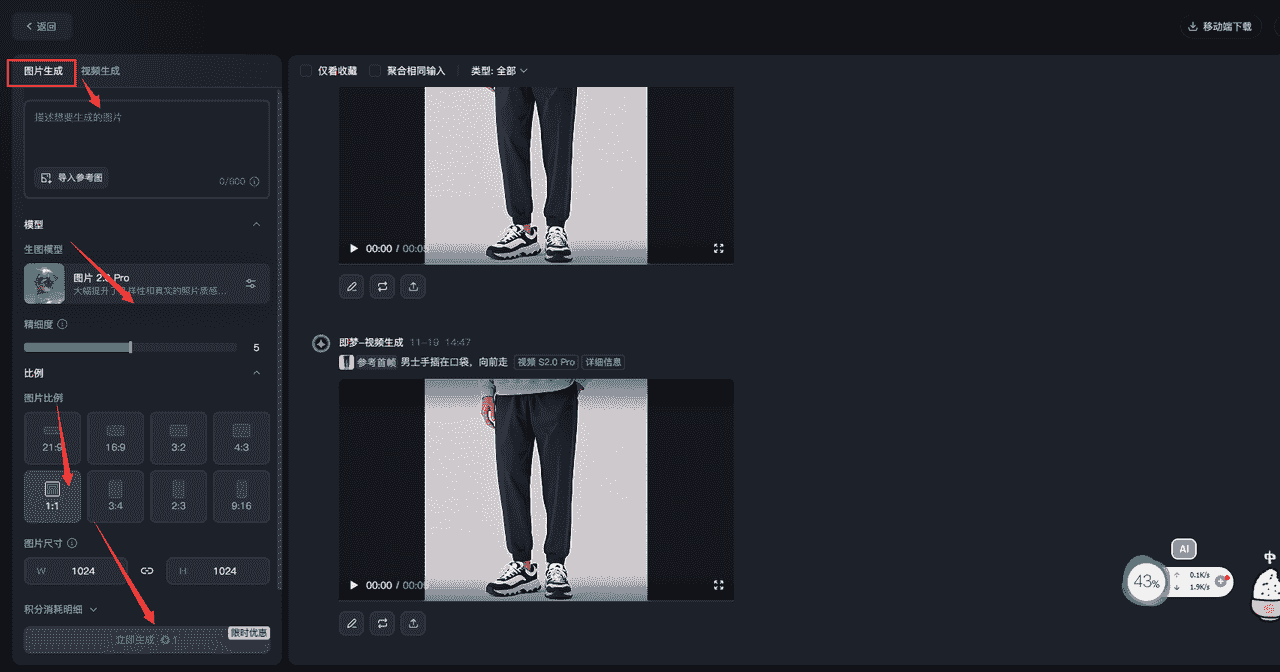 返回
移动端下载
图片生成
视频生成
描述想要生成的图片
导入参考图
0/800
模型
生图模型
图片 2.
Pro
大幅提升了
样性和真实的照片质感...
精细度
5
比例
图片比例
21:9
16:9
3:2
4:3
1:1
3:4
2:3
9:16
图片尺寸
W 1024
H 1024
积分消耗明细
立即生成 1
限时优惠
仅看收藏
聚合相同输入
类型: 全部
00:00 / 00:0
即梦-视频生成 11-19 14:47
参考首帧 男士手插在口袋，向前走 视频 S2.0 Pro 详细信息
00:00 / 00:0
AI
43%
0.1K/s
1.9K/s
中